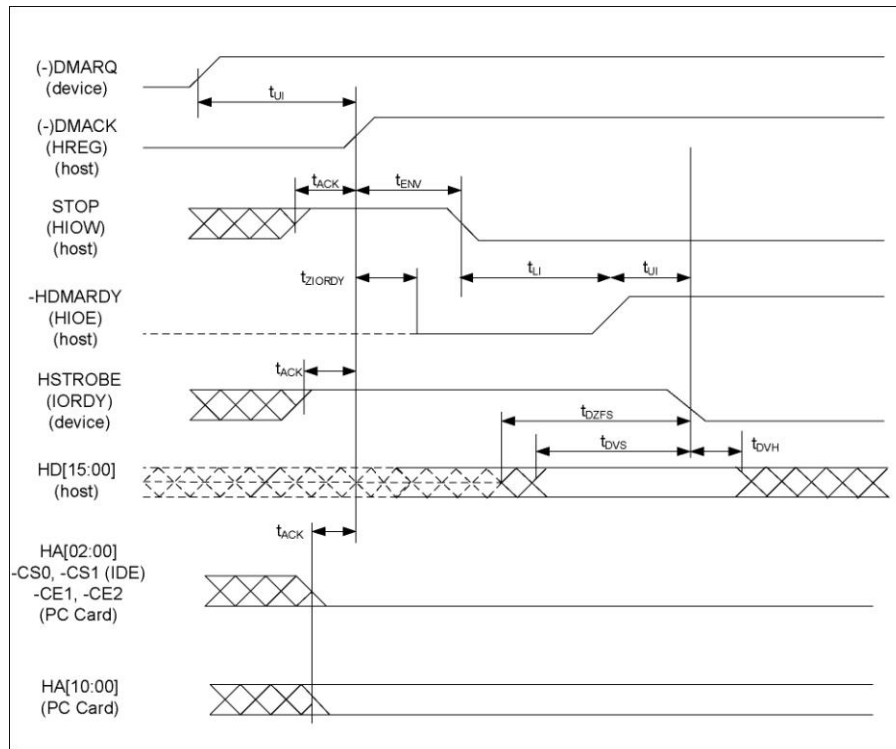 (-)DMARQ
(device)
tUI
(-)DMACK
(HREG)
(host)
tACK
tENV
STOP
(HIOW)
(host)
tZIORDY
tLI
tUI
-HDMARDY
(HIOE)
(host)
tACK
HSTROBE
(IORDY)
(device)
tDZFS
tDVS
tDVH
HD[15:00]
(host)
tACK
HA[02:00]
-CS0, -CS1 (IDE)
-CE1, -CE2
(PC Card)
HA[10:00]
(PC Card)